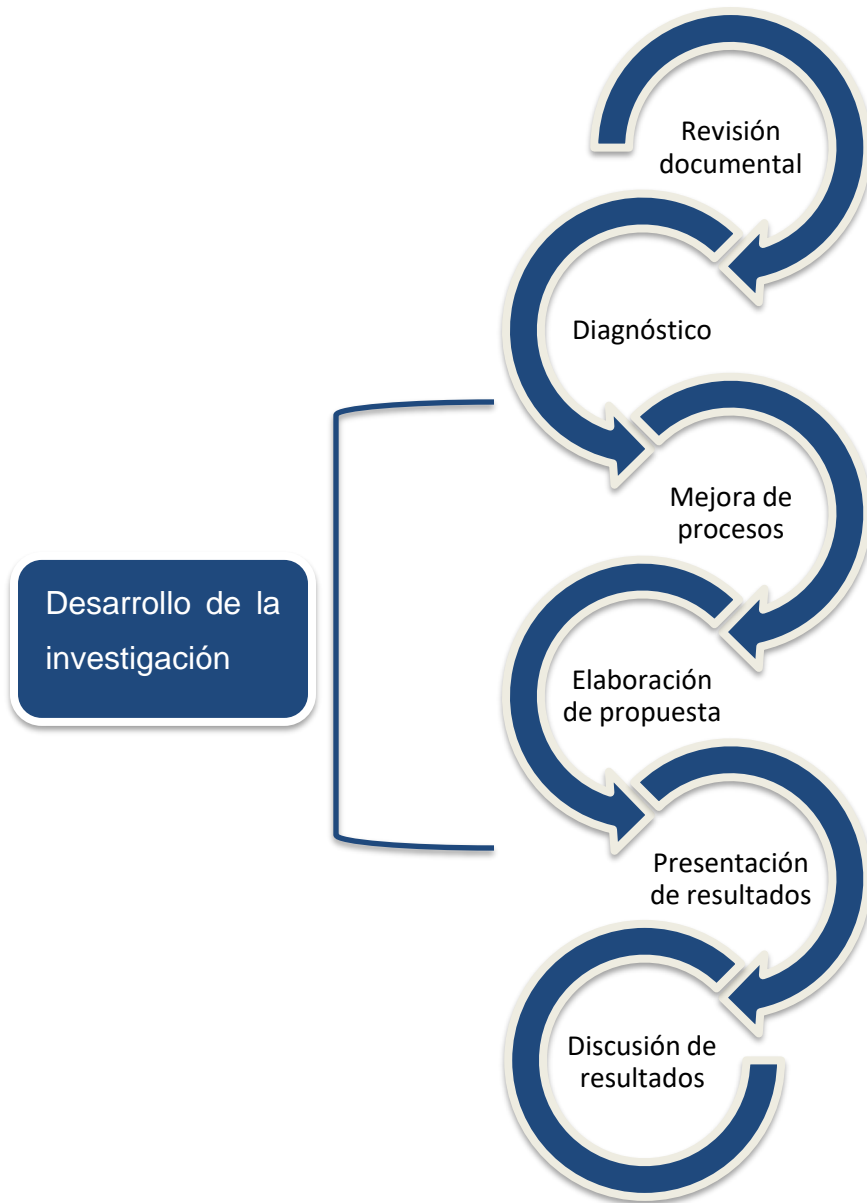 Revisión
documental
Diagnóstico
Mejora de
procesos
Desarrollo de la
investigación
Elaboración
de propuesta
Presentación
de resultados
Discusión de
resultados